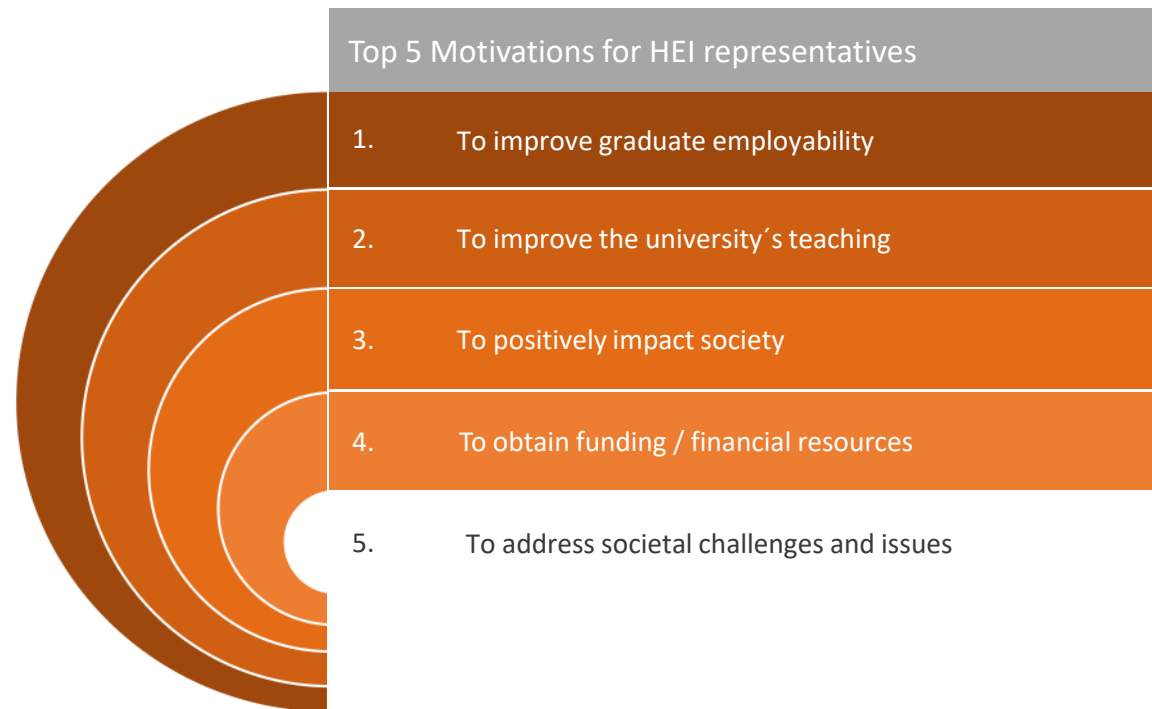 Top 5 Motivations for HEI representatives
1. To improve graduate employability
2. To improve the university´s teaching
3. To positively impact society
4. To obtain funding / financial resources
5. To address societal challenges and issues